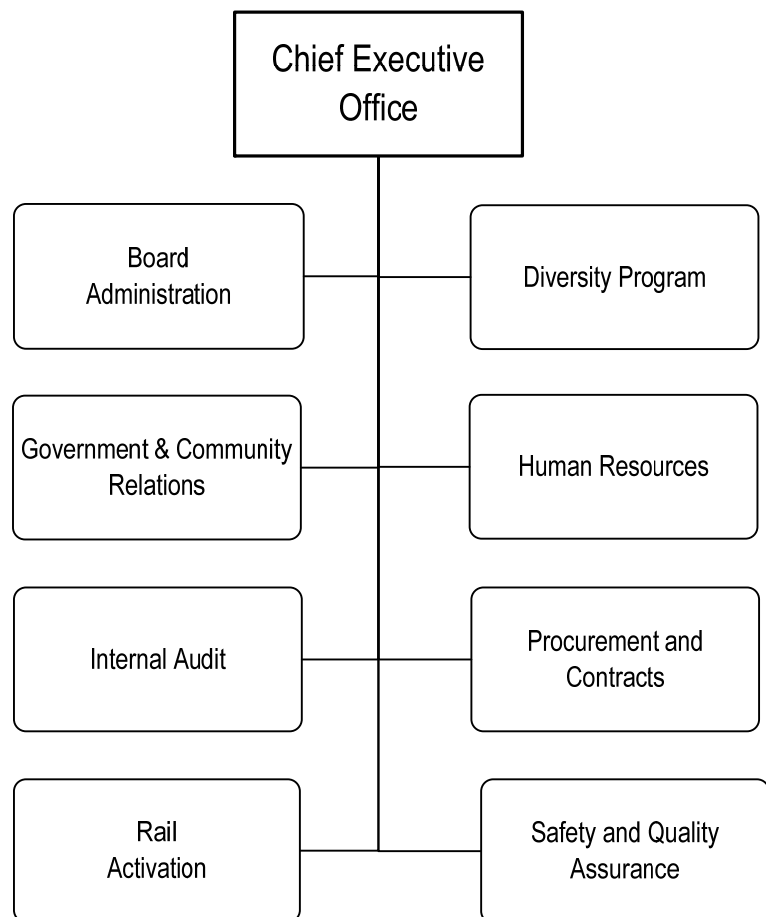 Chief Executive
Office
Board
Administration
Diversity Program
Government & Community
Relations
Human Resources
Internal Audit
Procurement and
Contracts
Rail
Activation
Safety and Quality
Assurance